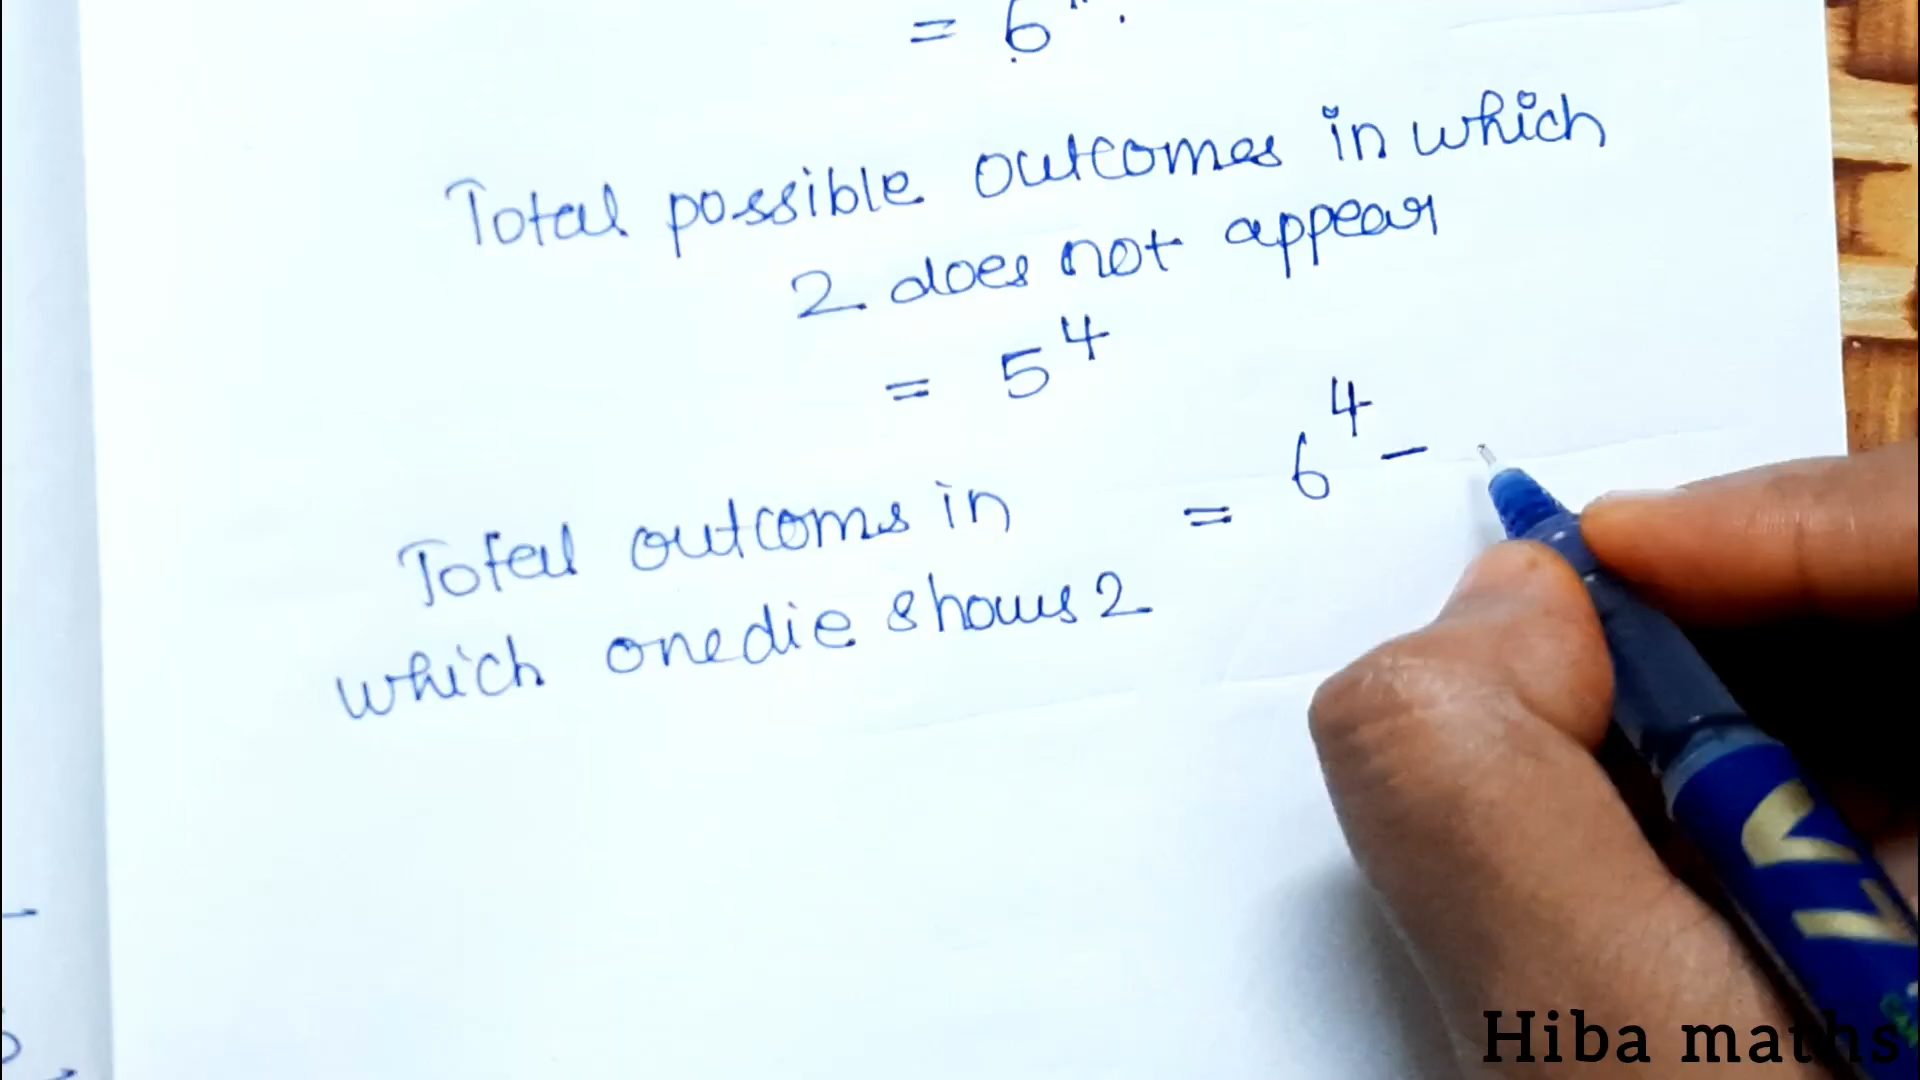 = 6
Total possible outcomes in which
2 does not appear
= 5⁴
Total outcoms in = 6⁴ -
which onedie shows 2
Hiba maths